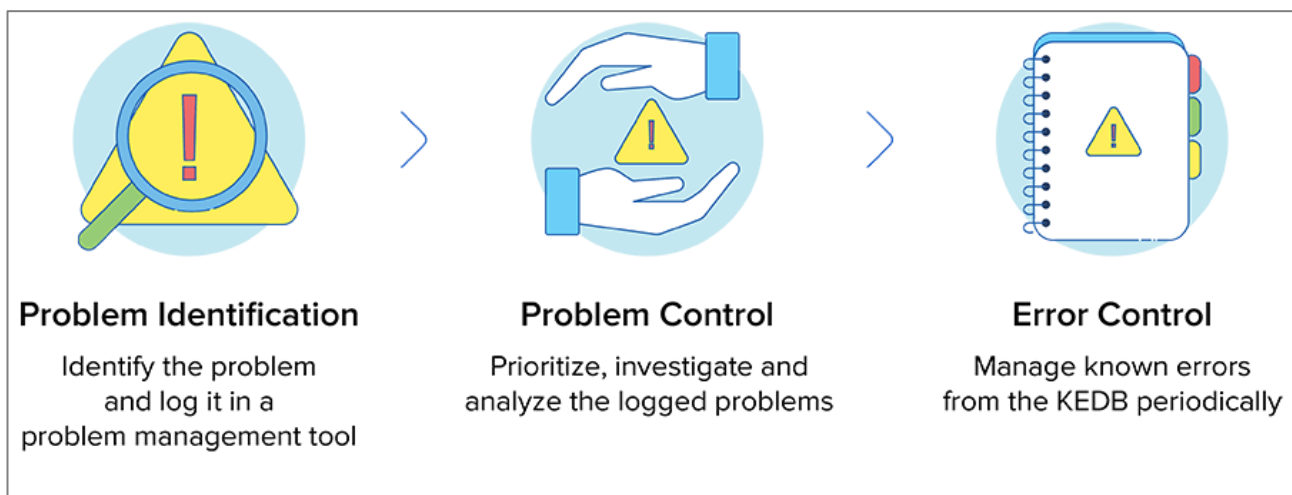 Problem Identification
Identify the problem
and log it in a
problem management tool
Problem Control
Prioritize, investigate and
analyze the logged problems
Error Control
Manage known errors
from the KEDB periodically